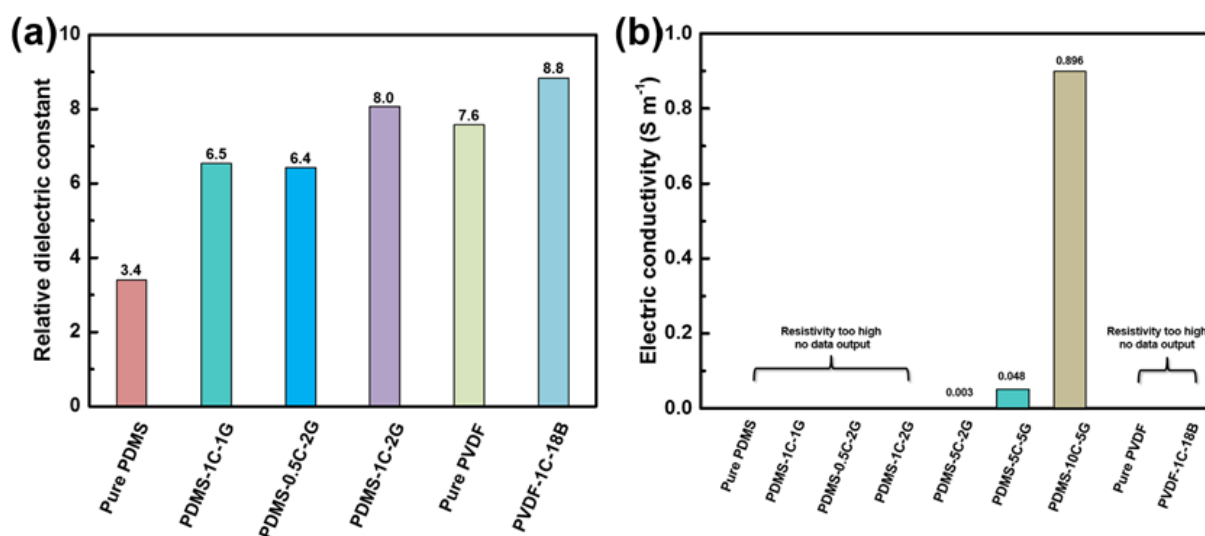 (a)
10
8
6
4
2
0
Relative dielectric constant
3.4
6.5
6.4
8.0
7.6
8.8
Pure PDMS
PDMS-1C-1G
PDMS-0.5C-2G
PDMS-1C-2G
Pure PVDF
PVDF-1C-18B
(b)
1.0
0.8
0.6
0.4
0.2
0.0
Electric conductivity (S m⁻¹)
Resistivity too high
no data output
0.003
0.048
0.896
Resistivity too high
no data output
Pure PDMS
PDMS-1C-1G
PDMS-0.5C-2G
PDMS-1C-2G
PDMS-5C-2G
PDMS-5C-5G
PDMS-10C-5G
Pure PVDF
PVDF-1C-18B